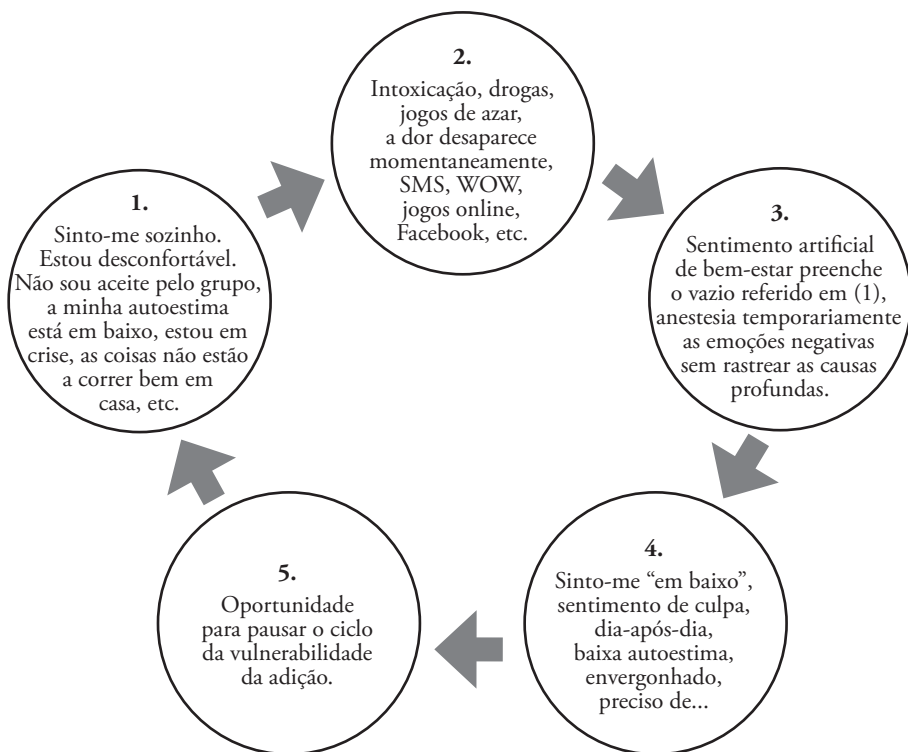 1.
Sinto-me sozinho.
Estou desconfortável.
Não sou aceite pelo grupo,
a minha autoestima
está em baixo, estou em
crise, as coisas não estão
a correr bem em
casa, etc.
2.
Intoxicação, drogas,
jogos de azar,
a dor desaparece
momentaneamente,
SMS, WOW,
jogos online,
Facebook, etc.
3.
Sentimento artificial
de bem-estar preenche
o vazio referido em (1),
anestesia temporariamente
as emoções negativas
sem rastrear as causas
profundas.
4.
Sinto-me “em baixo”,
sentimento de culpa,
dia-após-dia,
baixa autoestima,
envergonhado,
preciso de...
5.
Oportunidade
para pausar o ciclo
da vulnerabilidade
da adição.